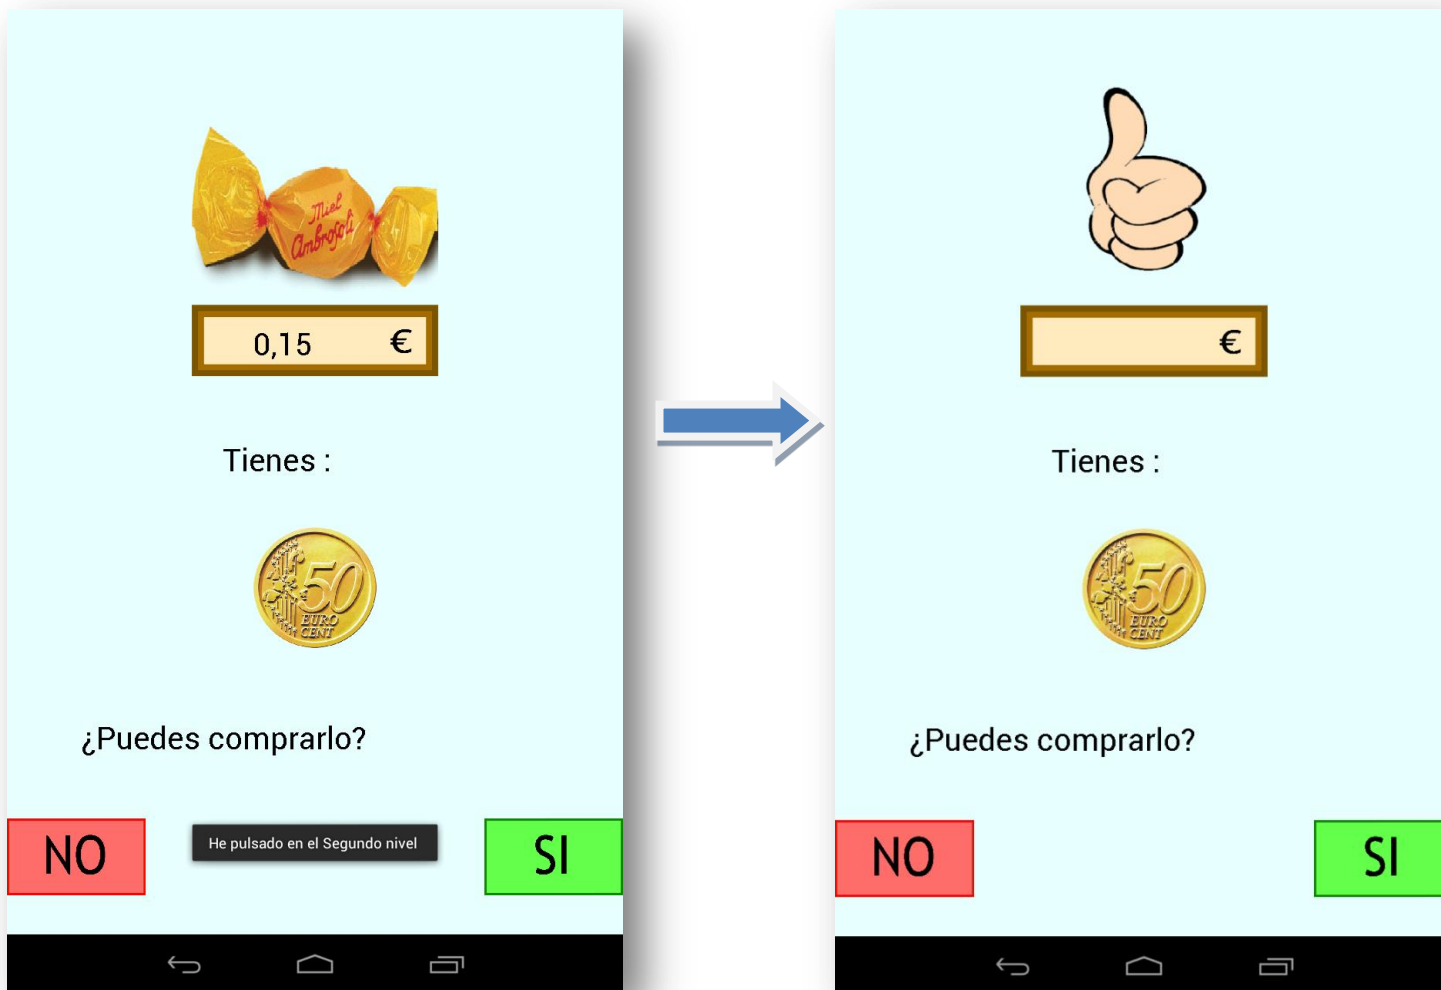 Miel
Ambrosoli
0,15 €
Tienes :
50
EURO
CENT
¿Puedes comprarlo?
NO
He pulsado en el Segundo nivel
SI
€
Tienes :
50
EURO
CENT
¿Puedes comprarlo?
NO
SI